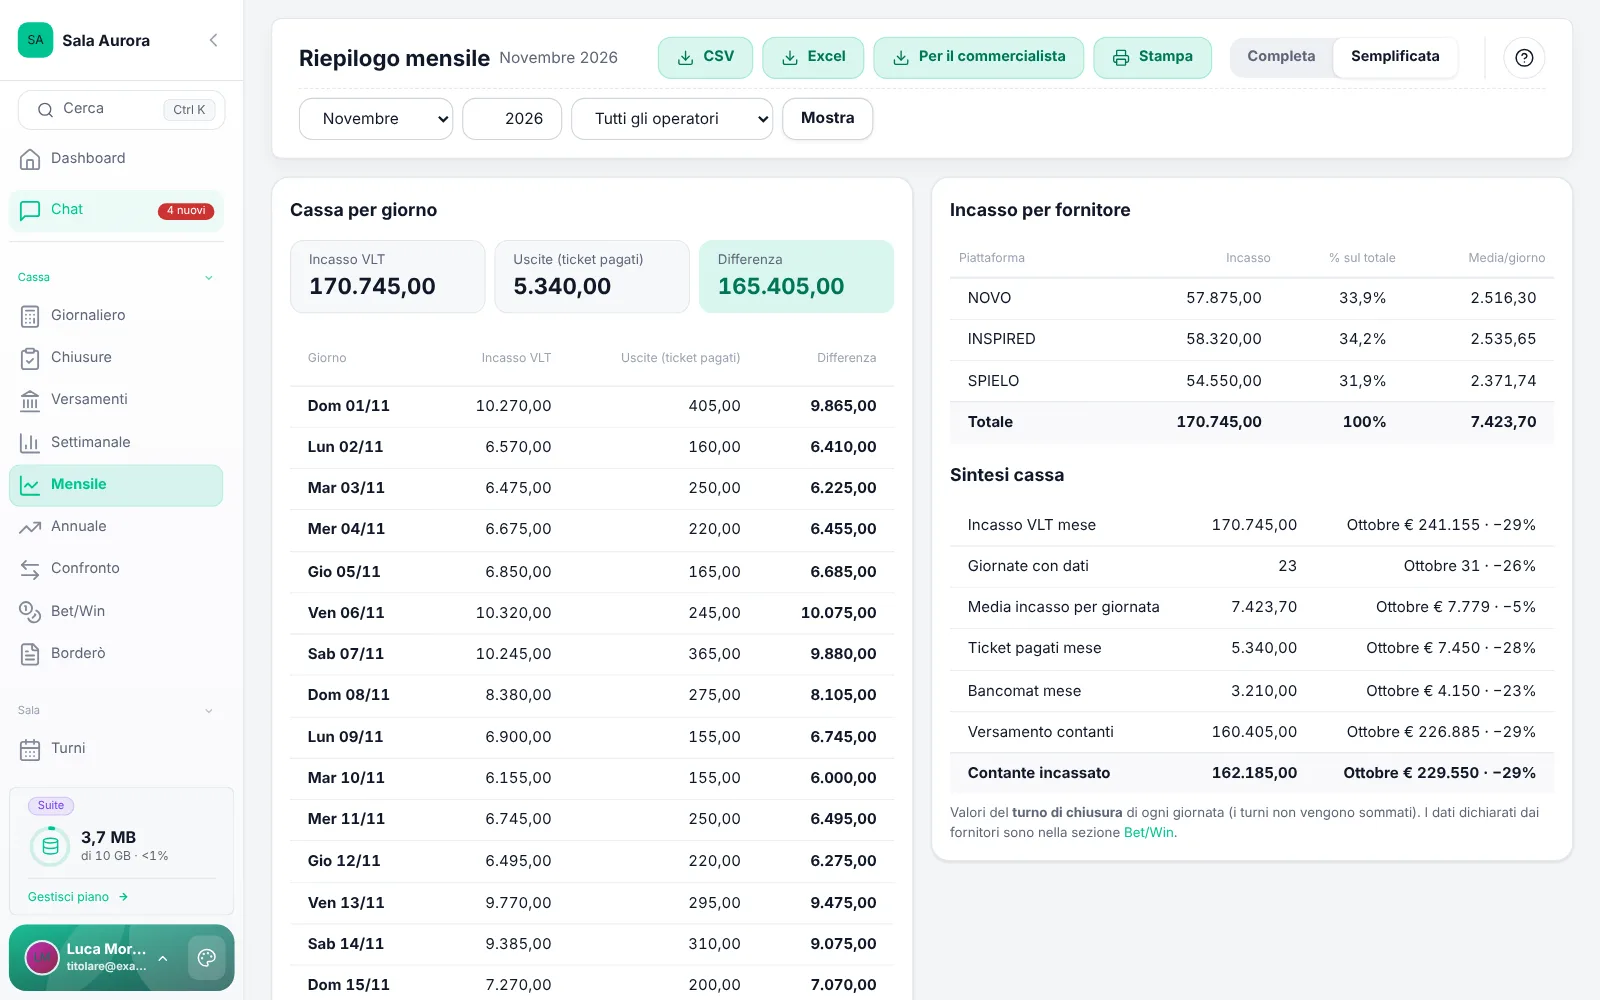 SA
Sala Aurora
Cerca
Ctrl K
Dashboard
Chat
4 nuovi
Cassa
Giornaliero
Chiusure
Versamenti
Settimanale
Mensile
Annuale
Confronto
Bet/Win
Borderò
Sala
Turni
Suite
3,7 MB
di 10 GB · <1%
Gestisci piano →
LM
Luca Mor...
titolare@exa...
Riepilogo mensile Novembre 2026
CSV
Excel
Per il commercialista
Stampa
Completa
Semplificata
Novembre
2026
Tutti gli operatori
Mostra
Cassa per giorno
Incasso VLT
170.745,00
Uscite (ticket pagati)
5.340,00
Differenza
165.405,00
Giorno Incasso VLT Uscite (ticket pagati) Differenza
Dom 01/11 10.270,00 405,00 9.865,00
Lun 02/11 6.570,00 160,00 6.410,00
Mar 03/11 6.475,00 250,00 6.225,00
Mer 04/11 6.675,00 220,00 6.455,00
Gio 05/11 6.850,00 165,00 6.685,00
Ven 06/11 10.320,00 245,00 10.075,00
Sab 07/11 10.245,00 365,00 9.880,00
Dom 08/11 8.380,00 275,00 8.105,00
Lun 09/11 6.900,00 155,00 6.745,00
Mar 10/11 6.155,00 155,00 6.000,00
Mer 11/11 6.745,00 250,00 6.495,00
Gio 12/11 6.495,00 220,00 6.275,00
Ven 13/11 9.770,00 295,00 9.475,00
Sab 14/11 9.385,00 310,00 9.075,00
Dom 15/11 7.270,00 200,00 7.070,00
Incasso per fornitore
Piattaforma Incasso % sul totale Media/giorno
NOVO 57.875,00 33,9% 2.516,30
INSPIRED 58.320,00 34,2% 2.535,65
SPIELO 54.550,00 31,9% 2.371,74
Totale 170.745,00 100% 7.423,70
Sintesi cassa
Incasso VLT mese 170.745,00 Ottobre € 241.155 · −29%
Giornate con dati 23 Ottobre 31 · −26%
Media incasso per giornata 7.423,70 Ottobre € 7.779 · −5%
Ticket pagati mese 5.340,00 Ottobre € 7.450 · −28%
Bancomat mese 3.210,00 Ottobre € 4.150 · −23%
Versamento contanti 160.405,00 Ottobre € 226.885 · −29%
Contante incassato 162.185,00 Ottobre € 229.550 · −29%
Valori del turno di chiusura di ogni giornata (i turni non vengono sommati). I dati dichiarati dai
fornitori sono nella sezione Bet/Win.